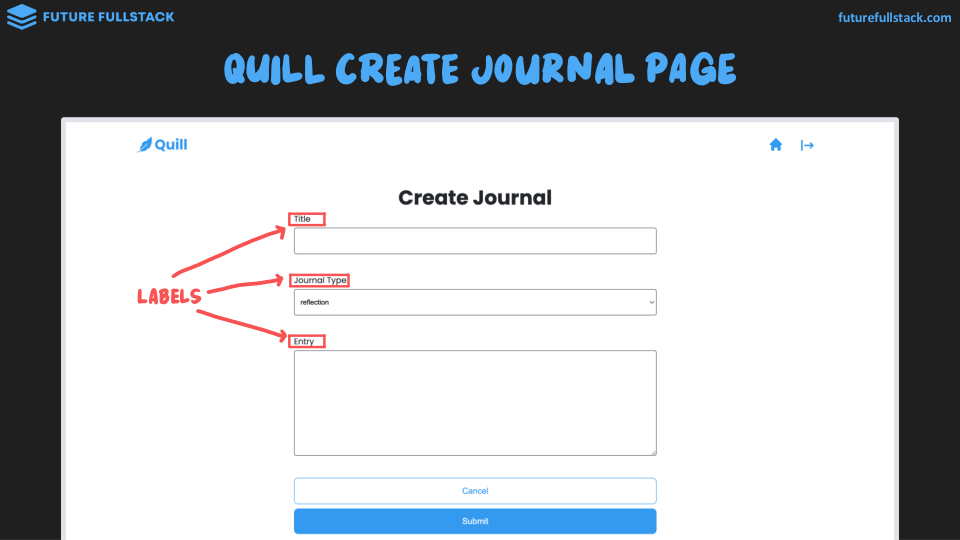 FUTURE FULLSTACK
futurefullstack.com
QUILL CREATE JOURNAL PAGE
Quill
Create Journal
Title
Journal Type
LABELS
reflection
Entry
Cancel
Submit